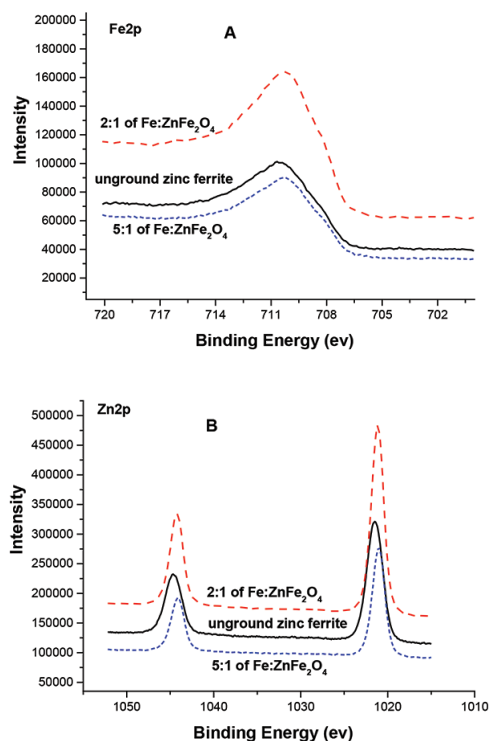 Fe2p
A
200000
180000
160000
140000
120000
100000
80000
60000
40000
20000
Intensity
2:1 of Fe:ZnFe₂O₄
unground zinc ferrite
5:1 of Fe:ZnFe₂O₄
720 717 714 711 708 705 702
Binding Energy (ev)
Zn2p
B
500000
450000
400000
350000
300000
250000
200000
150000
100000
50000
Intensity
2:1 of Fe:ZnFe₂O₄
unground zinc ferrite
5:1 of Fe:ZnFe₂O₄
1050 1040 1030 1020 1010
Binding Energy (ev)